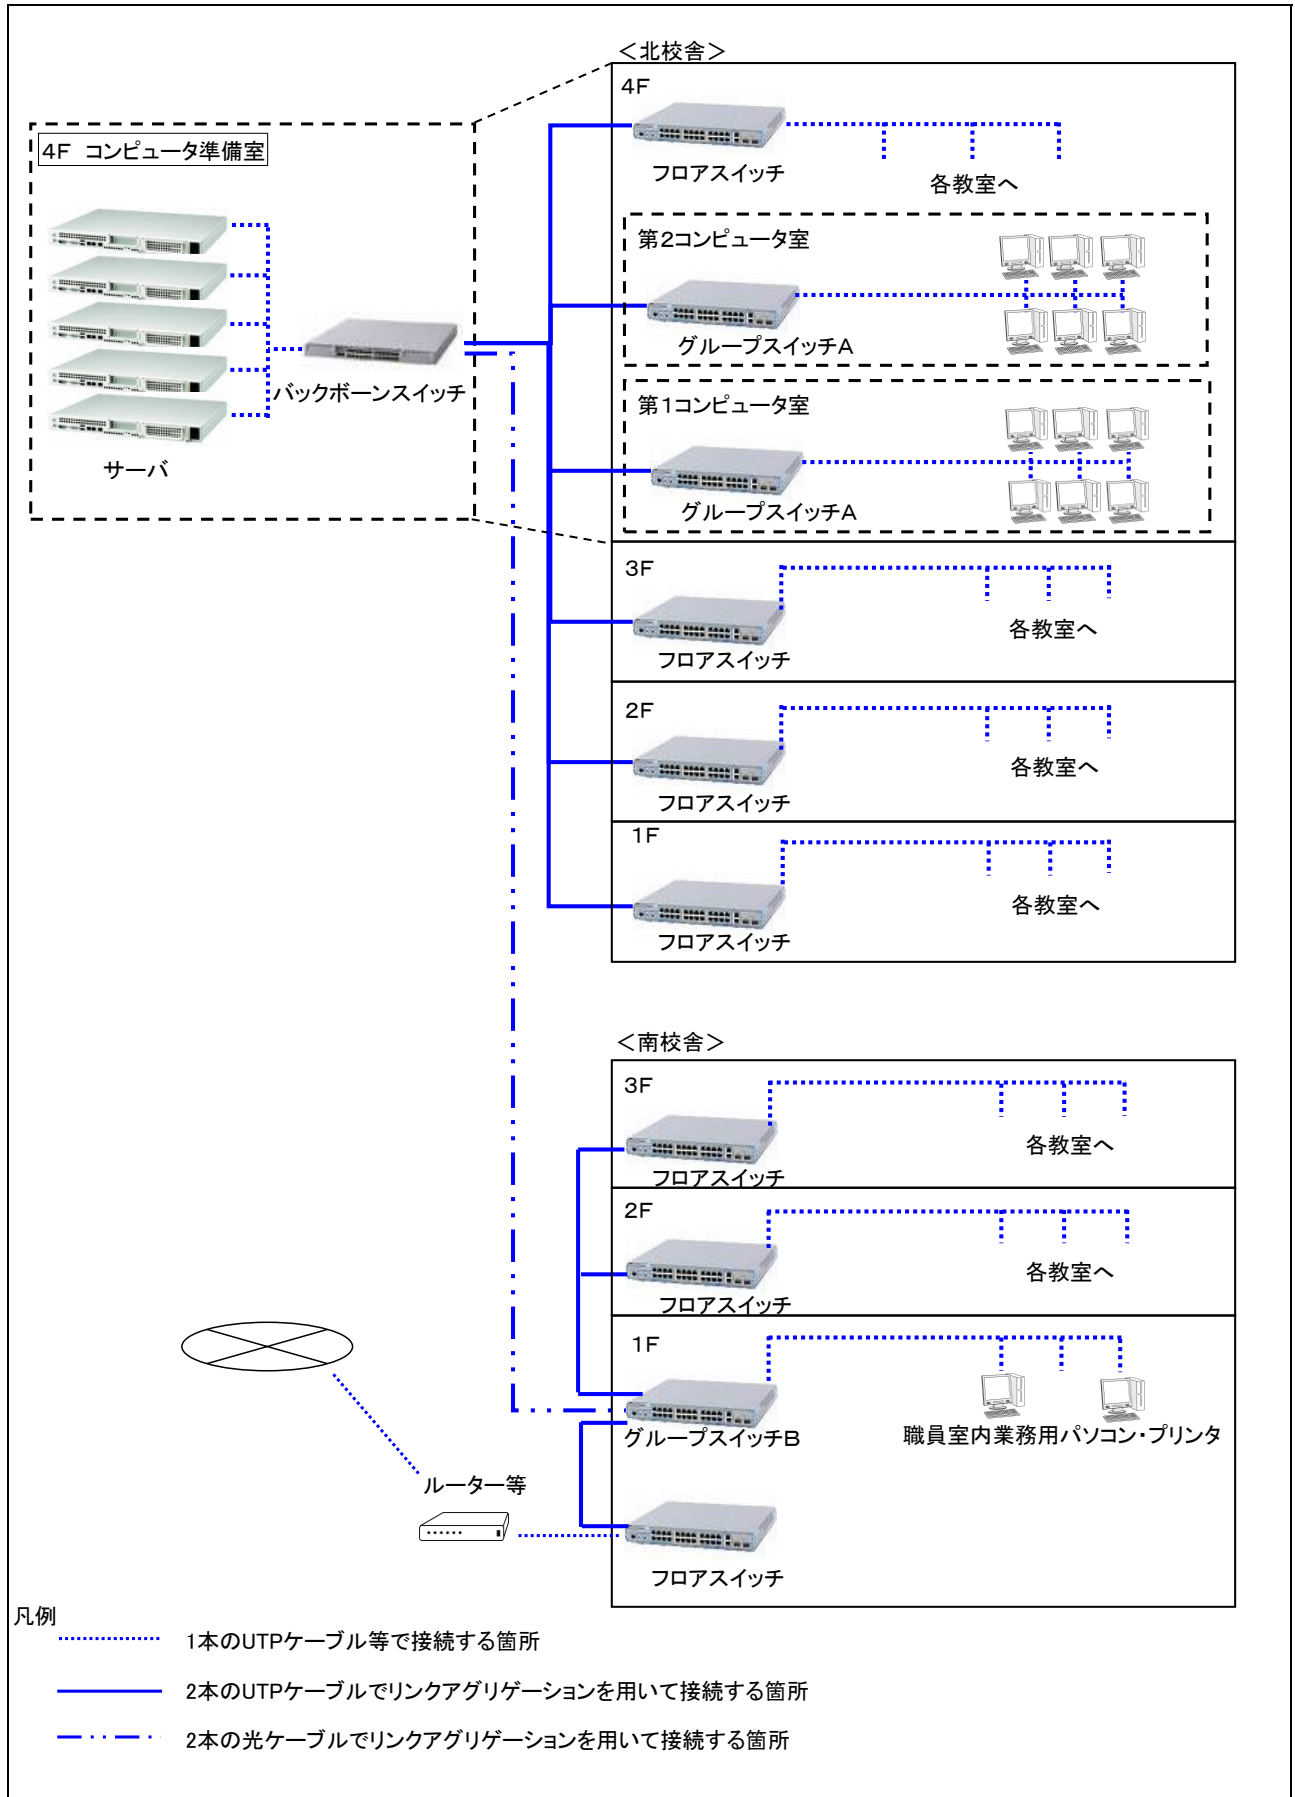 ＜北校舎＞
4F
フロアスイッチ
各教室へ
4F コンピュータ準備室
サーバ
バックボーンスイッチ
第2コンピュータ室
グループスイッチA
第1コンピュータ室
グループスイッチA
3F
フロアスイッチ
各教室へ
2F
フロアスイッチ
各教室へ
1F
フロアスイッチ
各教室へ
＜南校舎＞
3F
フロアスイッチ
各教室へ
2F
フロアスイッチ
各教室へ
1F
グループスイッチB
職員室内業務用パソコン・プリンタ
ルーター等
フロアスイッチ
凡例
1本のUTPケーブル等で接続する箇所
2本のUTPケーブルでリンクアグリゲーションを用いて接続する箇所
2本の光ケーブルでリンクアグリゲーションを用いて接続する箇所